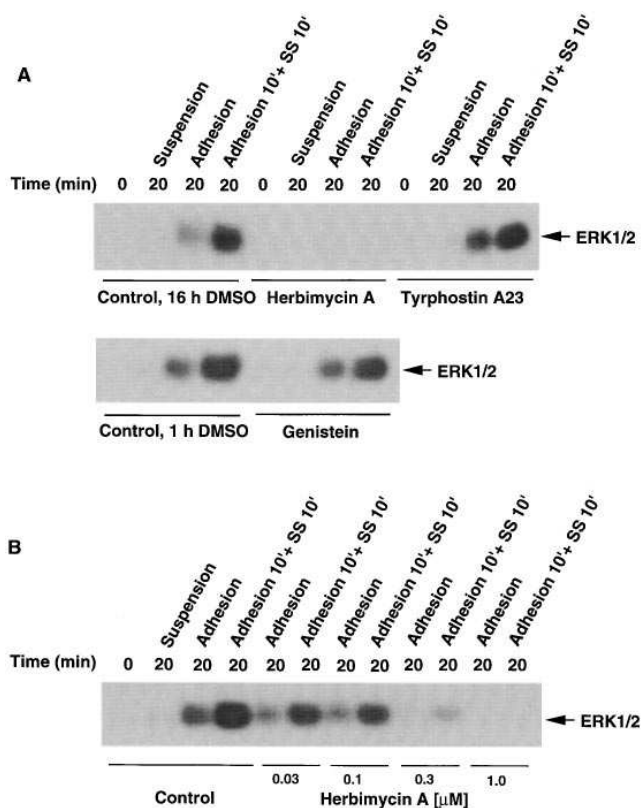 A
Suspension Adhesion Adhesion 10'+ SS 10' Suspension Adhesion Adhesion 10'+ SS 10' Suspension Adhesion Adhesion 10'+ SS 10'
Time (min) 0 20 20 20 0 20 20 20 0 20 20 20
ERK1/2
Control, 16 h DMSO Herbimycin A Tyrphostin A23
ERK1/2
Control, 1 h DMSO Genistein
B
Suspension Adhesion Adhesion 10'+ SS 10' Adhesion Adhesion 10'+ SS 10' Adhesion Adhesion 10'+ SS 10' Adhesion Adhesion 10'+ SS 10' Adhesion Adhesion 10'+ SS 10'
Time (min) 0 20 20 20 20 20 20 20 20 20 20 20
ERK1/2
0.03 0.1 0.3 1.0
Control Herbimycin A [μM]